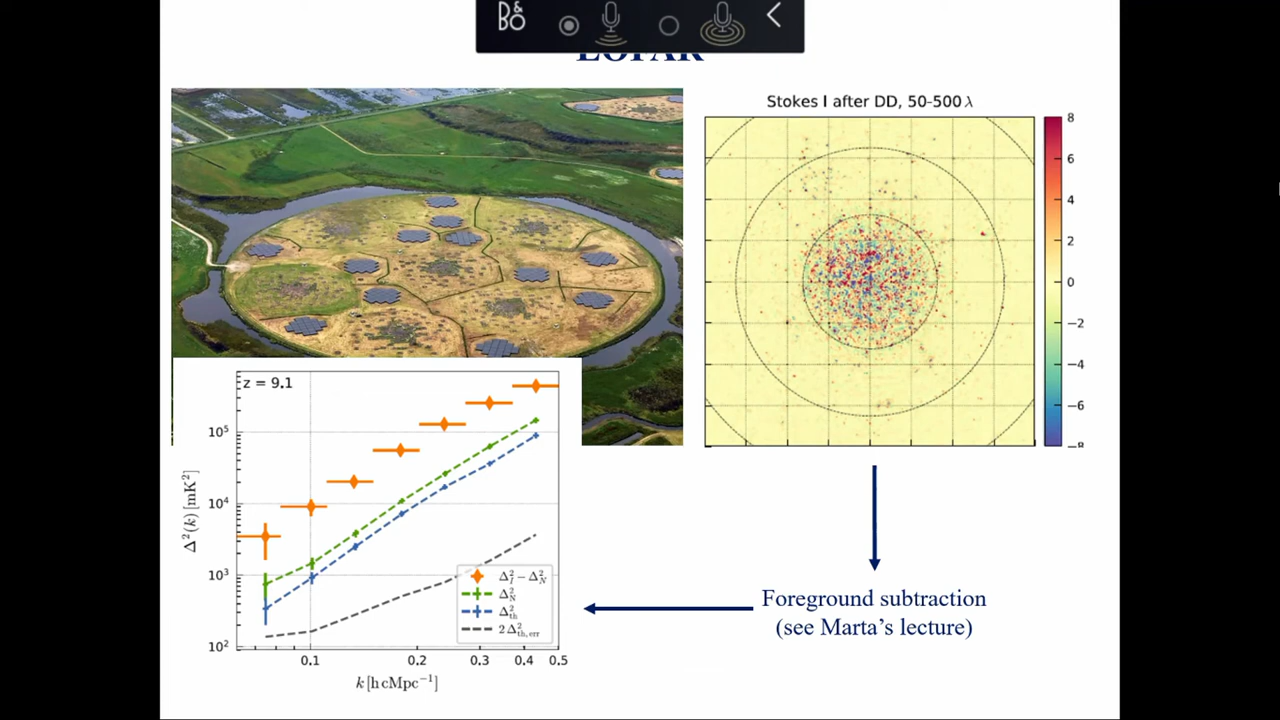 B&
BO
LOFAR
Stokes I after DD, 50-500 λ
8
6
4
2
0
−2
−4
−6
−8
z = 9.1
10⁵
10⁴
10³
10²
Δ²(k) [mK²]
Δ²_I − Δ²_N
Δ²_N
Δ²_th
2 Δ²_th,err
0.1
0.2
0.3
0.4
0.5
k [h cMpc⁻¹]
Foreground subtraction
(see Marta's lecture)